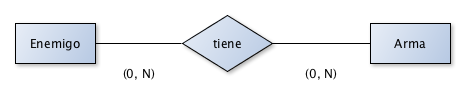 Enemigo tiene Arma
(0, N) (0, N)